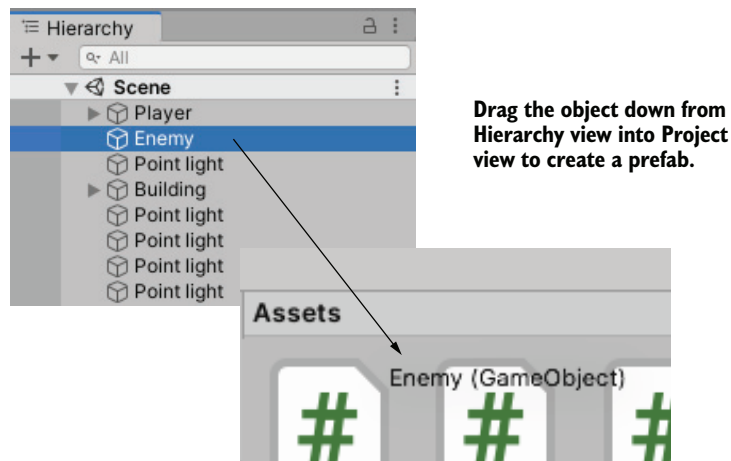 Hierarchy
All
Scene
Player
Enemy
Point light
Building
Point light
Point light
Point light
Point light
Drag the object down from
Hierarchy view into Project
view to create a prefab.
Assets
Enemy (GameObject)
# # #